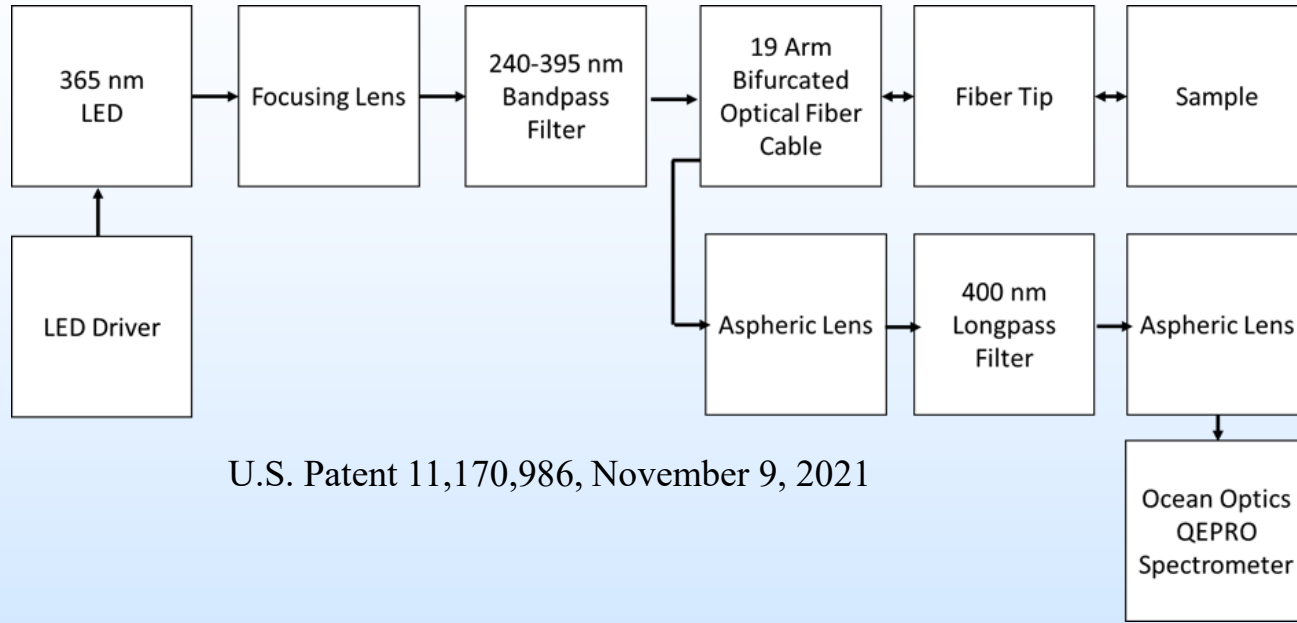 365 nm
LED
Focusing Lens
240-395 nm
Bandpass
Filter
19 Arm
Bifurcated
Optical Fiber
Cable
Fiber Tip
Sample
LED Driver
Aspheric Lens
400 nm
Longpass
Filter
Aspheric Lens
U.S. Patent 11,170,986, November 9, 2021
Ocean Optics
QEPRO
Spectrometer